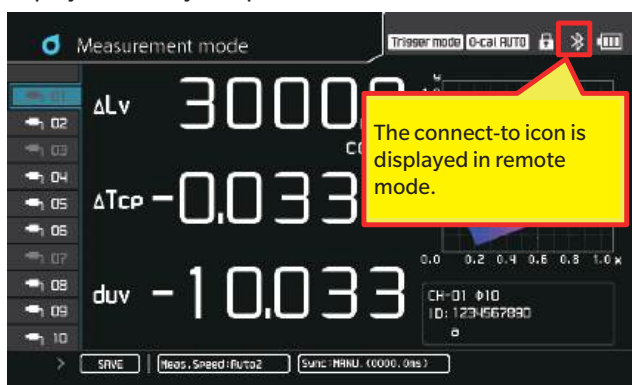 Measurement mode
Trigger mode 0-cal AUTO
01
02
03
04
05
06
07
08
09
10
ΔLv 3000.
ΔTcp -0.033
duv -10.033
The connect-to icon is
displayed in remote
mode.
0.0 0.2 0.4 0.6 0.8 1.0 x
CH-01 Φ10
ID: 1234567890
a
> SAVE Meas.Speed:Auto2 Sync:MANU.(0000.0ms)